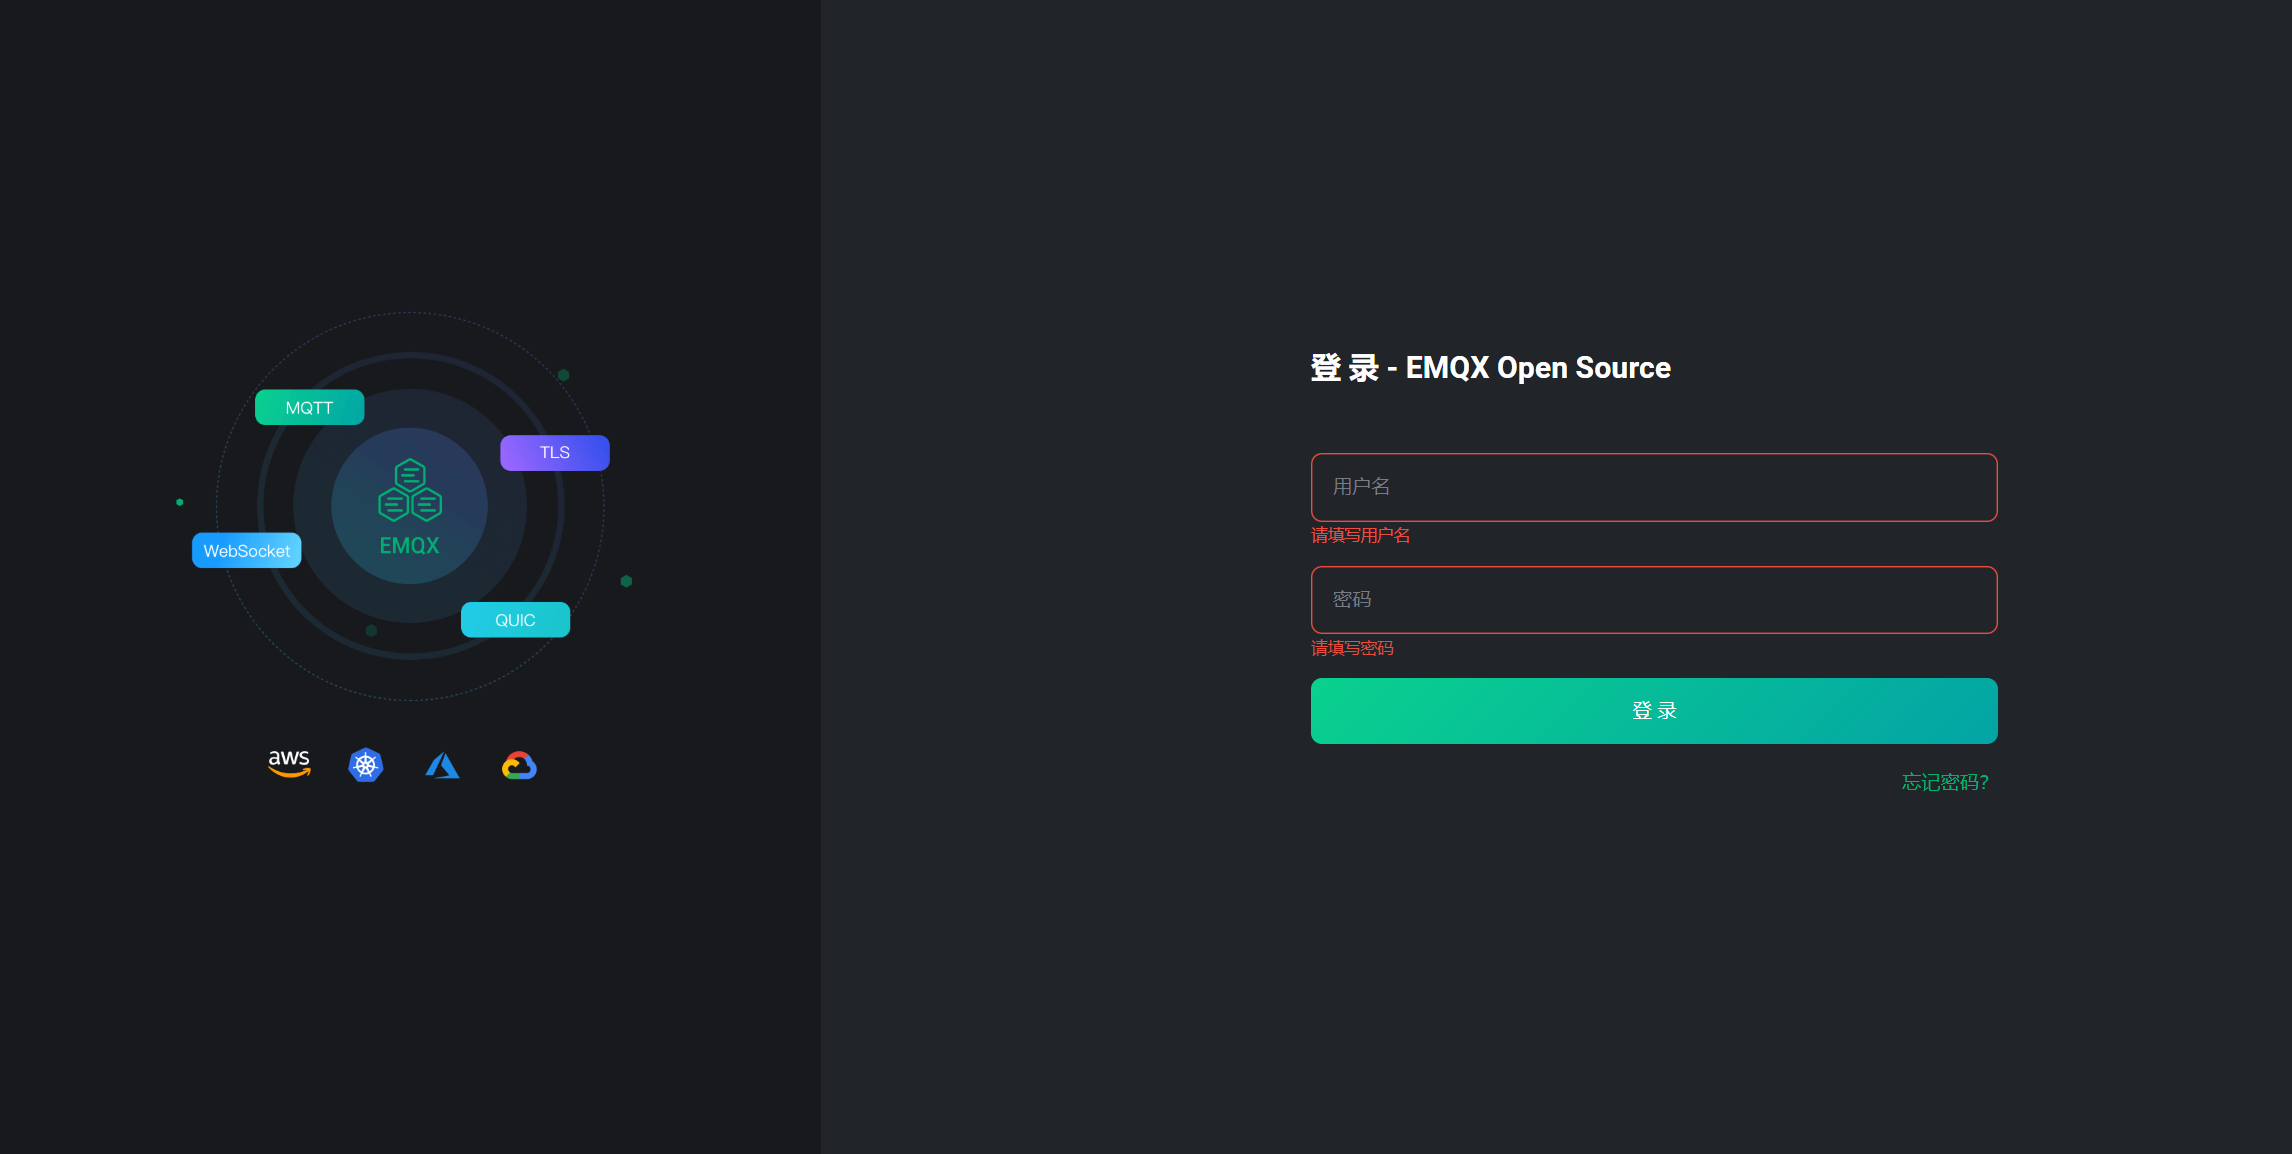 MQTT
TLS
EMQX
WebSocket
QUIC
aws
登 录 - EMQX Open Source
用户名
请填写用户名
密码
请填写密码
登 录
忘记密码?